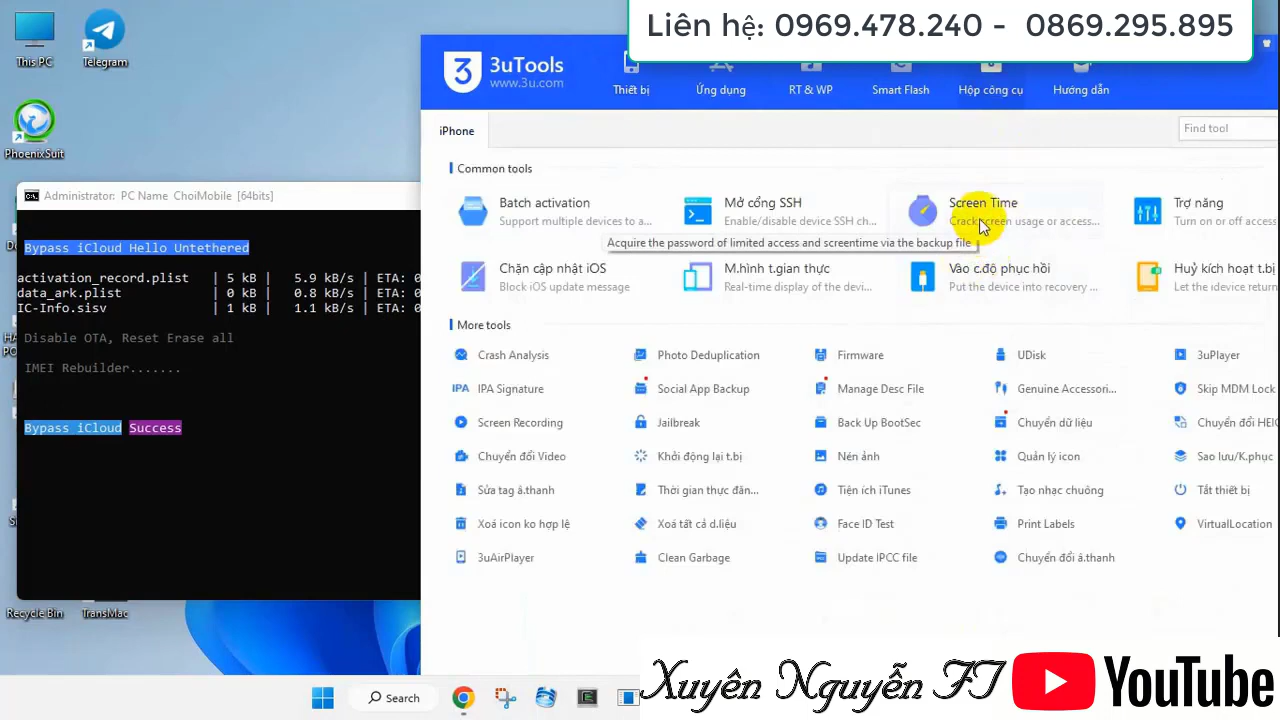 Liên hệ: 0969.478.240 - 0869.295.895
This PC
Telegram
PhoenixSuit
Recycle Bin
TransMac
Administrator: PC Name ChoiMobile [64bits]
Bypass iCloud Hello Untethered
activation_record.plist | 5 kB | 5.9 kB/s | ETA: 0
data_ark.plist | 0 kB | 0.8 kB/s | ETA: 0
IC-Info.sisv | 1 kB | 1.1 kB/s | ETA: 0
Disable OTA, Reset Erase all
IMEI Rebuilder.......
Bypass iCloud Success
3uTools
www.3u.com
Thiết bị
Ứng dụng
RT & WP
Smart Flash
Hộp công cụ
Hướng dẫn
iPhone
Find tool
Common tools
Batch activation
Support multiple devices to a...
Mở cổng SSH
Enable/disable device SSH ch...
Screen Time
Crack screen usage or access...
Trợ năng
Turn on or off access
Acquire the password of limited access and screentime via the backup file
Chặn cập nhật iOS
Block iOS update message
M.hình t.gian thực
Real-time display of the devi...
Vào c.độ phục hồi
Put the device into recovery ...
Huỷ kích hoạt t.bị
Let the idevice return
More tools
Crash Analysis
Photo Deduplication
Firmware
UDisk
3uPlayer
IPA IPA Signature
Social App Backup
Manage Desc File
Genuine Accessori...
Skip MDM Lock
Screen Recording
Jailbreak
Back Up BootSec
Chuyển dữ liệu
Chuyển đổi HEIC
Chuyển đổi Video
Khởi động lại t.bị
Nén ảnh
Quản lý icon
Sao lưu/K.phục
Sửa tag â.thanh
Thời gian thực đăn...
Tiện ích iTunes
Tạo nhạc chuông
Tắt thiết bị
Xoá icon ko hợp lệ
Xoá tất cả d.liệu
Face ID Test
Print Labels
VirtualLocation
3uAirPlayer
Clean Garbage
Update IPCC file
Chuyển đổi â.thanh
Search
Xuyên Nguyễn FT YouTube